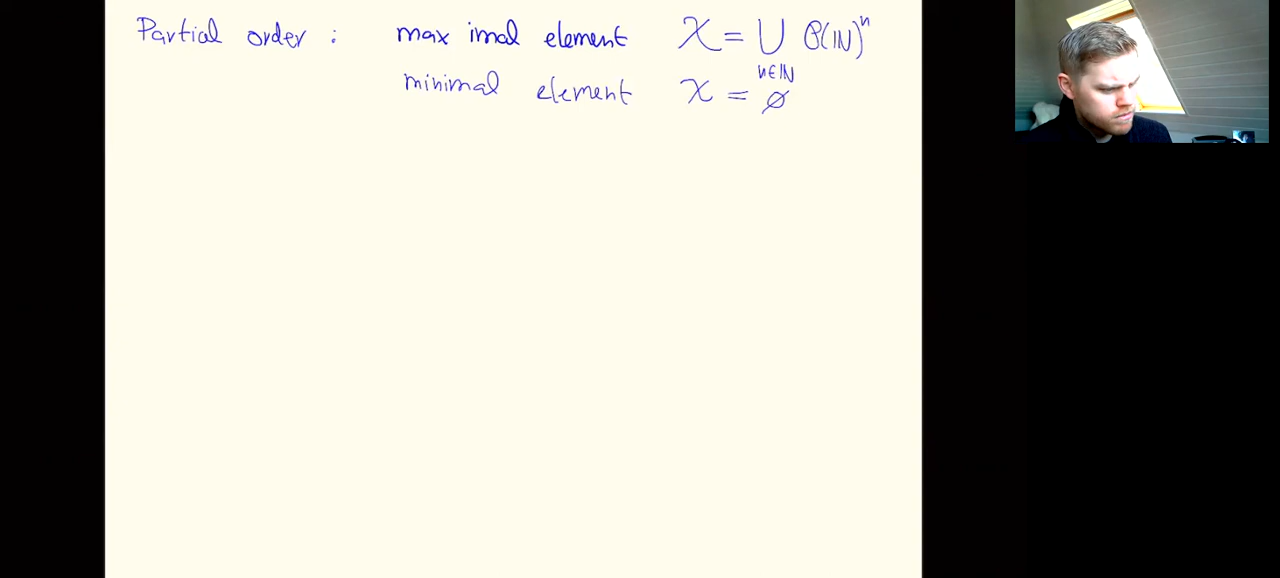 Partial order : maximal element 𝒳 = ⋃ 𝒫(ℕ)ⁿ
n∈ℕ
minimal element 𝒳 = ∅